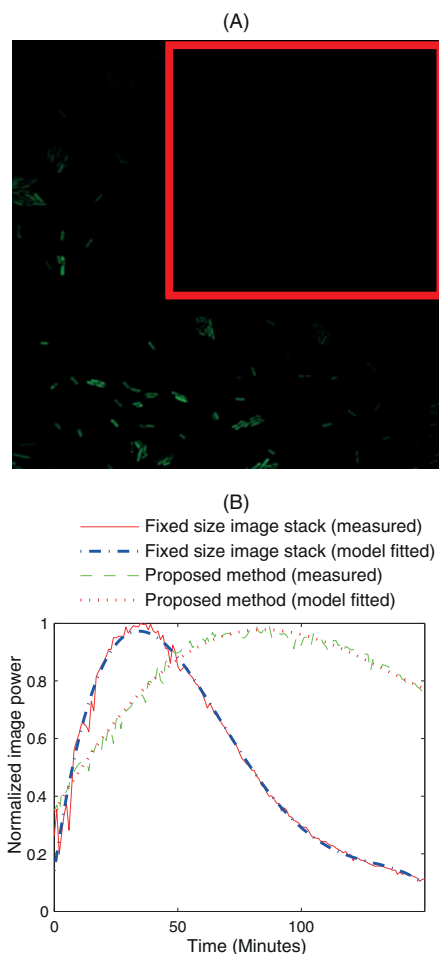 (A)
(B)
Fixed size image stack (measured)
Fixed size image stack (model fitted)
Proposed method (measured)
Proposed method (model fitted)
1
0.8
0.6
0.4
0.2
0
Normalized image power
0 50 100
Time (Minutes)